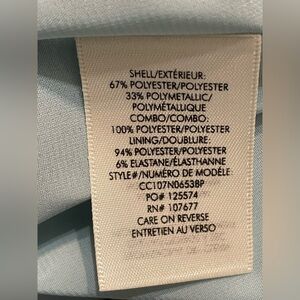 SHELL/EXTÉRIEUR:
67% POLYESTER/POLYESTER
33% POLYMETALLIC/
POLYMÉTALLIQUE
COMBO/COMBO:
100% POLYESTER/POLYESTER
LINING/DOUBLURE:
94% POLYESTER/POLYESTER
6% ELASTANE/ÉLASTHANNE
STYLE#/NUMÉRO DE MODÈLE:
CC107N0653BP
PO# 125574
RN# 107677
CARE ON REVERSE
ENTRETIEN AU VERSO